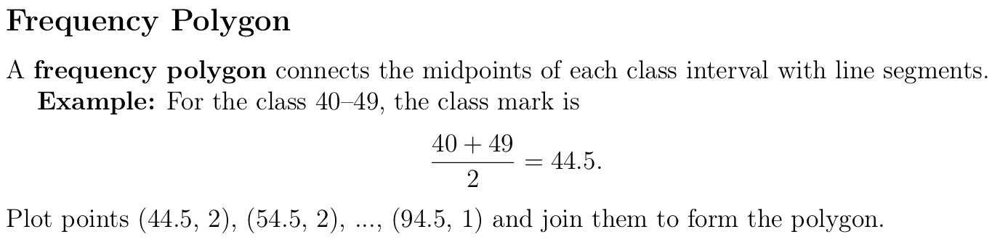 Frequency Polygon
A frequency polygon connects the midpoints of each class interval with line segments.
Example: For the class 40–49, the class mark is
\frac{40 + 49}{2} = 44.5.
Plot points (44.5, 2), (54.5, 2), ..., (94.5, 1) and join them to form the polygon.